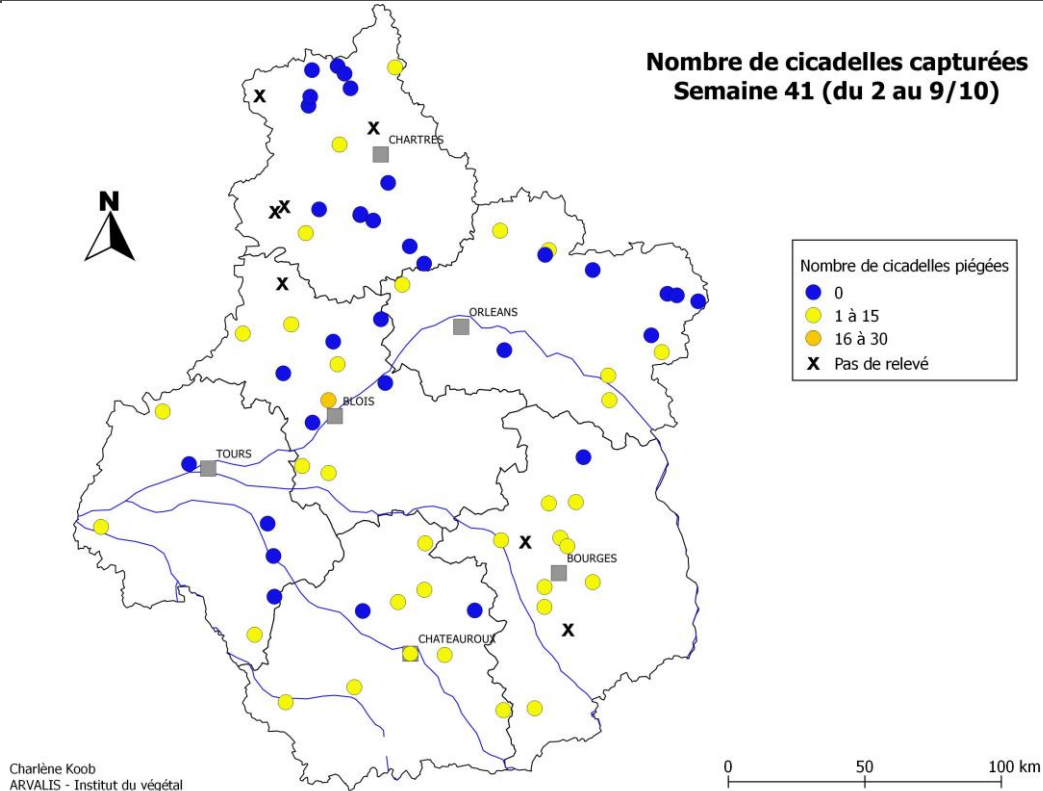 Nombre de cicadelles capturées
Semaine 41 (du 2 au 9/10)
X
X
CHARTRES
N
X X
Nombre de cicadelles piégées
0
1 à 15
16 à 30
X Pas de relevé
X
ORLEANS
BLOIS
TOURS
X
BOURGES
X
CHATEAUROUX
Charlène Koob
ARVALIS - Institut du végétal
0 50 100 km